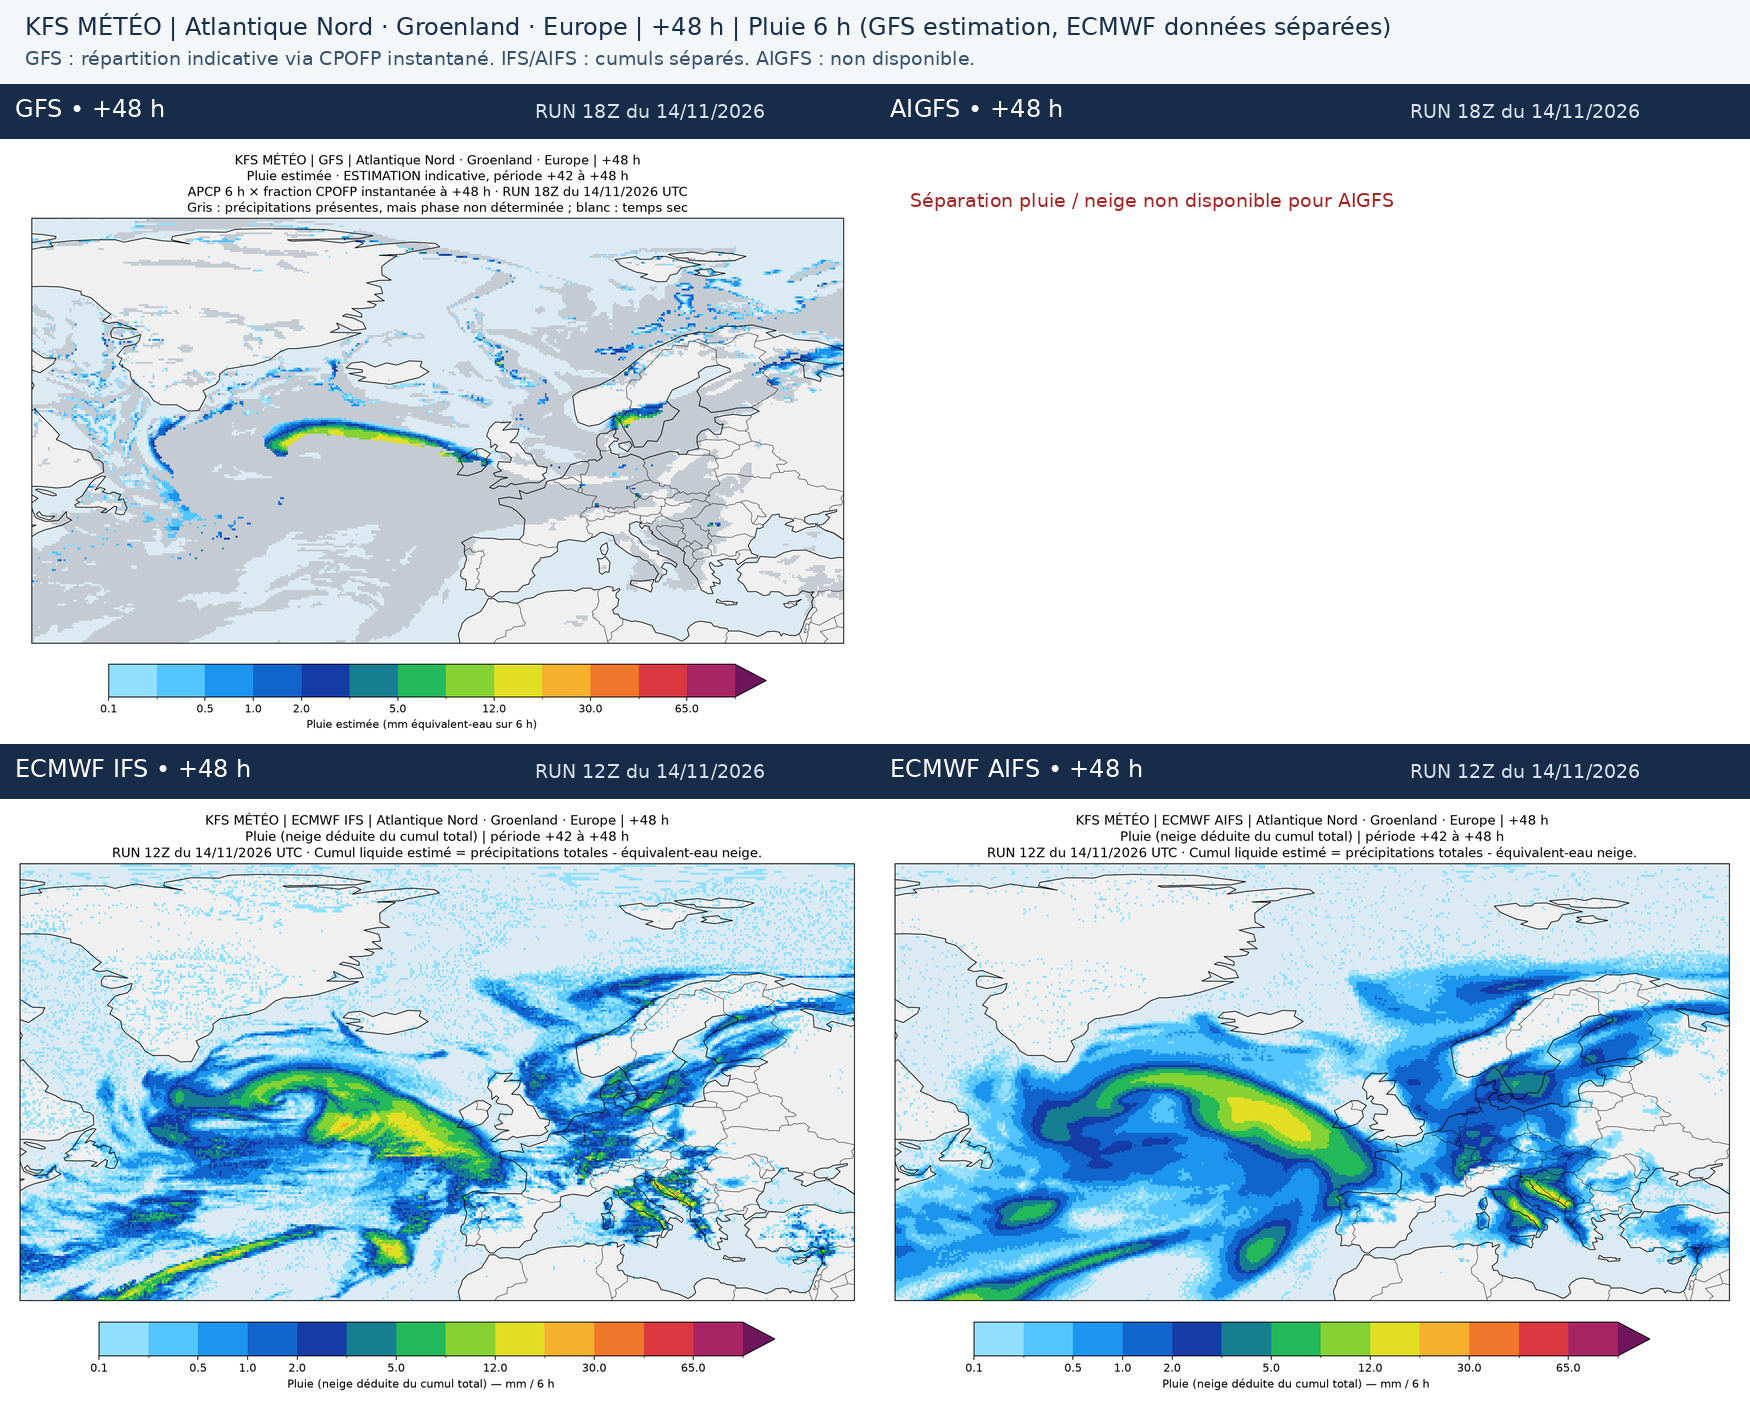 KFS MÉTÉO | Atlantique Nord · Groenland · Europe | +48 h | Pluie 6 h (GFS estimation, ECMWF données séparées)
GFS : répartition indicative via CPOFP instantané. IFS/AIFS : cumuls séparés. AIGFS : non disponible.
GFS • +48 h
RUN 18Z du 14/11/2026
AIGFS • +48 h
RUN 18Z du 14/11/2026
KFS MÉTÉO | GFS | Atlantique Nord · Groenland · Europe | +48 h
Pluie estimée · ESTIMATION indicative, période +42 à +48 h
APCP 6 h × fraction CPOFP instantanée à +48 h · RUN 18Z du 14/11/2026 UTC
Gris : précipitations présentes, mais phase non déterminée ; blanc : temps sec
0.1 0.5 1.0 2.0 5.0 12.0 30.0 65.0
Pluie estimée (mm équivalent-eau sur 6 h)
Séparation pluie / neige non disponible pour AIGFS
ECMWF IFS • +48 h
RUN 12Z du 14/11/2026
ECMWF AIFS • +48 h
RUN 12Z du 14/11/2026
KFS MÉTÉO | ECMWF IFS | Atlantique Nord · Groenland · Europe | +48 h
Pluie (neige déduite du cumul total) | période +42 à +48 h
RUN 12Z du 14/11/2026 UTC · Cumul liquide estimé = précipitations totales - équivalent-eau neige.
0.1 0.5 1.0 2.0 5.0 12.0 30.0 65.0
Pluie (neige déduite du cumul total) — mm / 6 h
KFS MÉTÉO | ECMWF AIFS | Atlantique Nord · Groenland · Europe | +48 h
Pluie (neige déduite du cumul total) | période +42 à +48 h
RUN 12Z du 14/11/2026 UTC · Cumul liquide estimé = précipitations totales - équivalent-eau neige.
0.1 0.5 1.0 2.0 5.0 12.0 30.0 65.0
Pluie (neige déduite du cumul total) — mm / 6 h